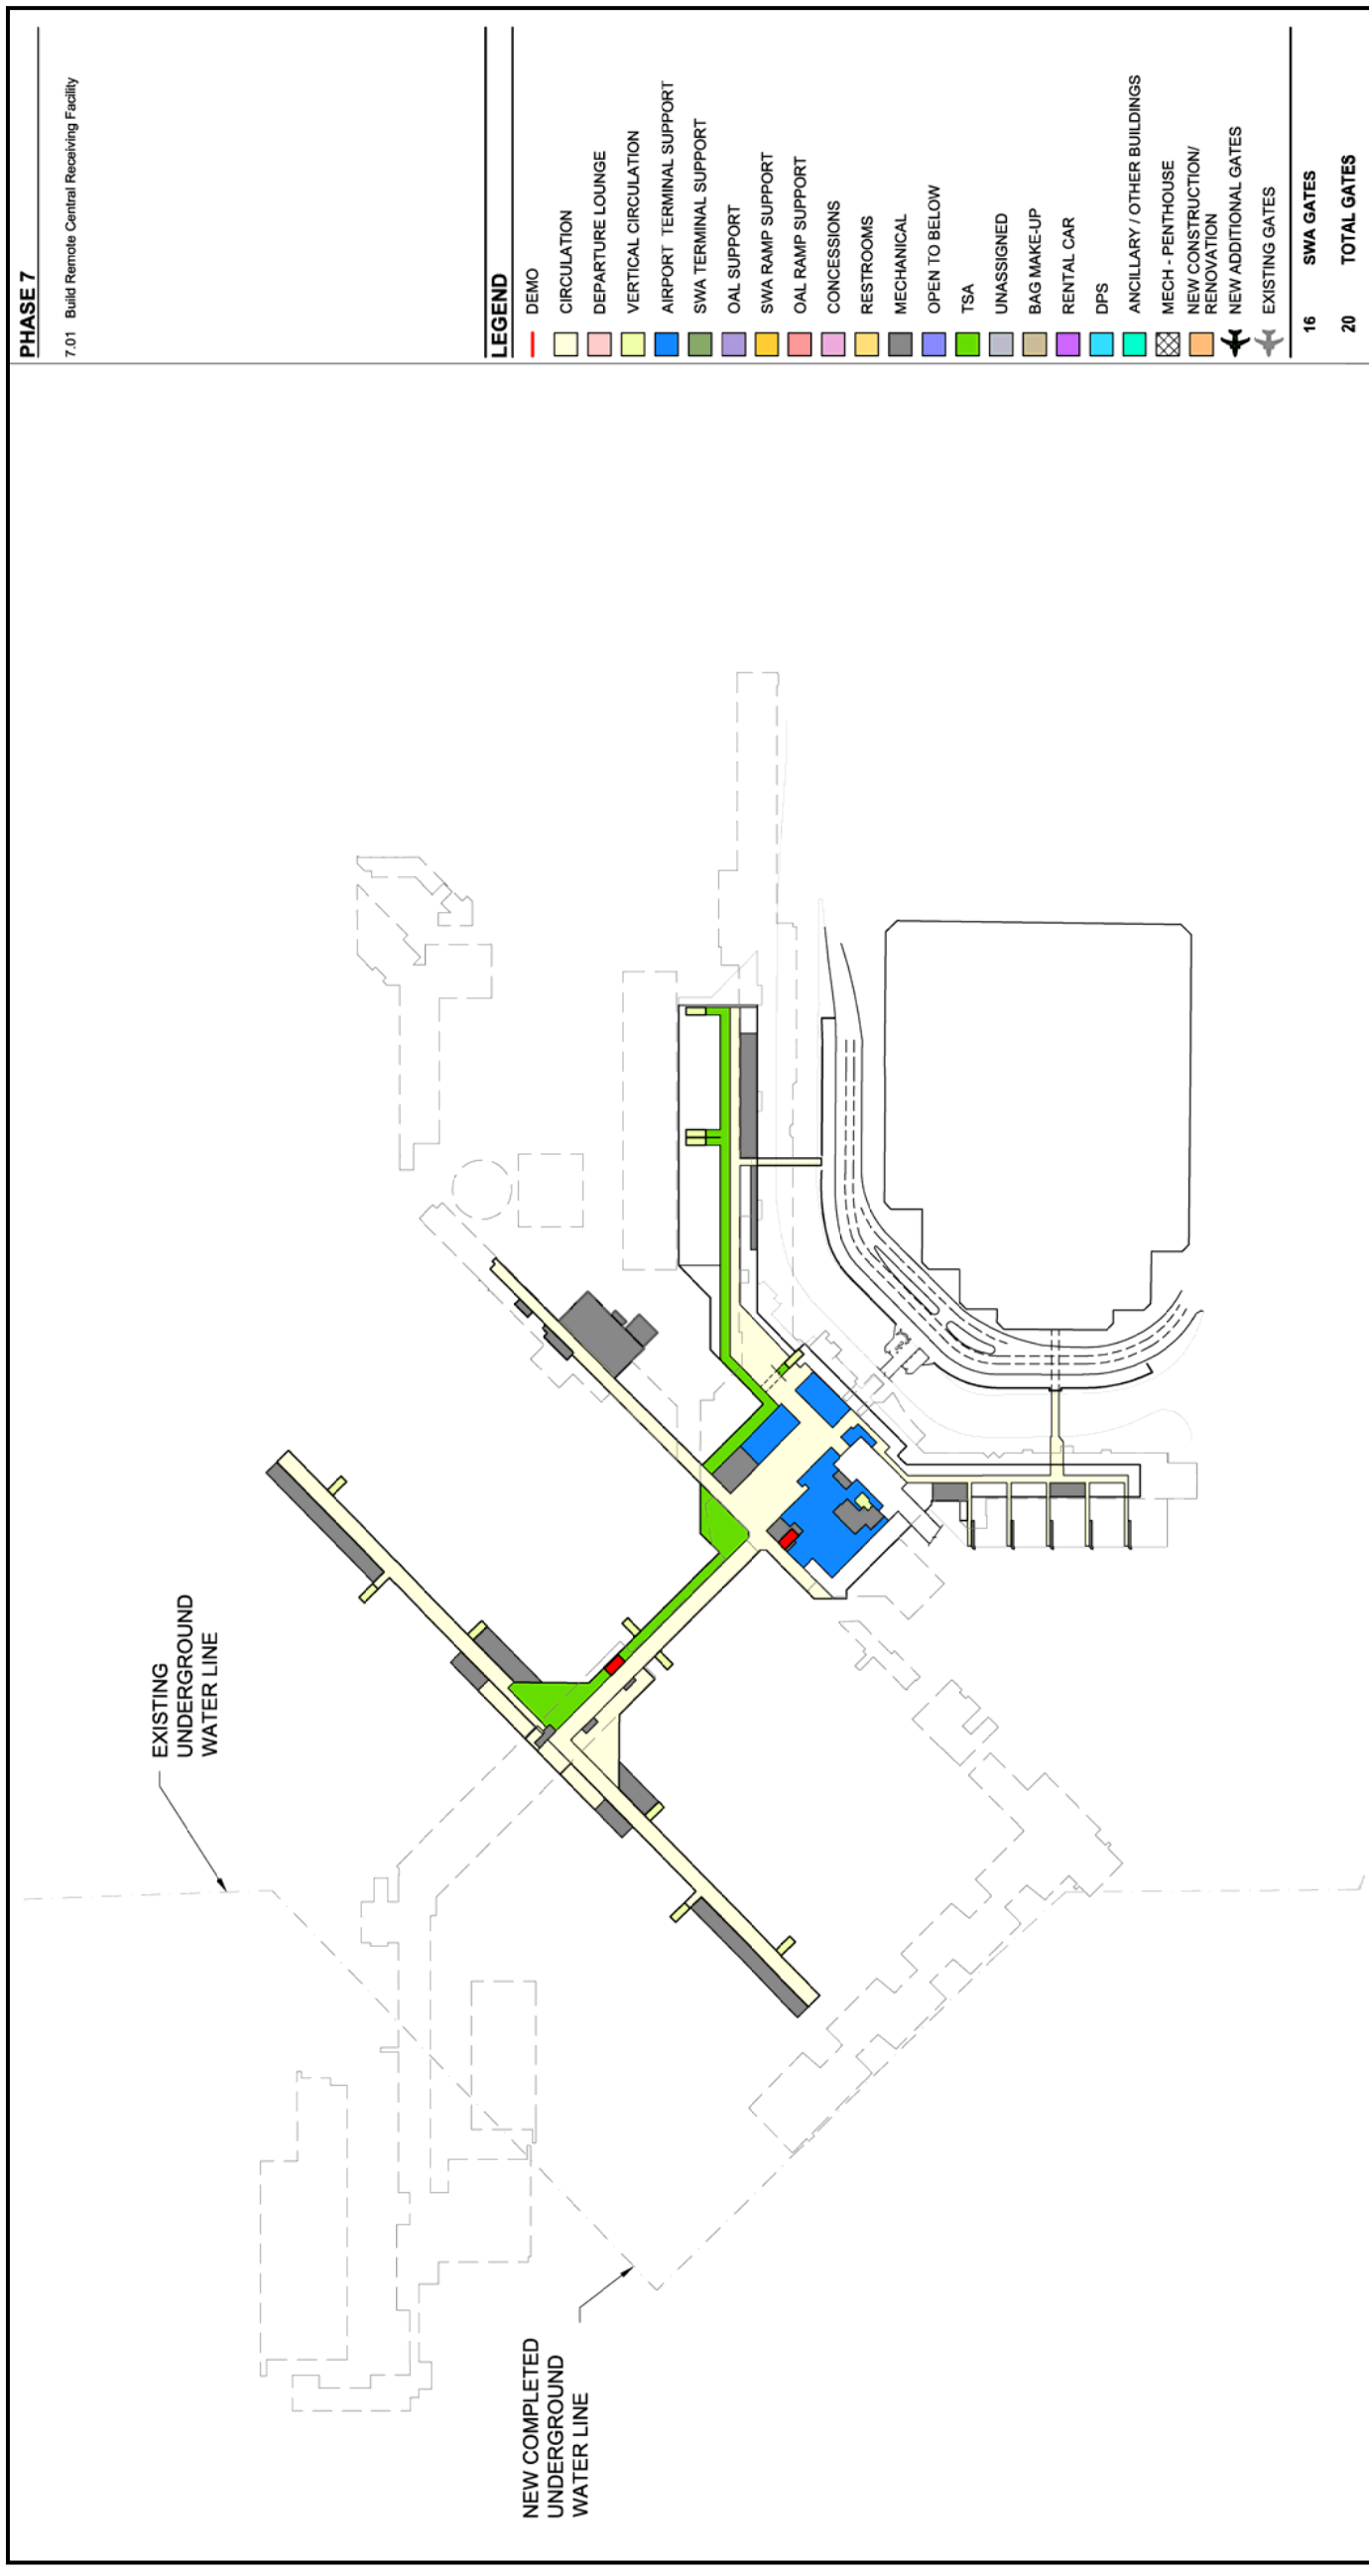 PHASE 7
7.01 Build Remote Central Receiving Facility
LEGEND
DEMO
CIRCULATION
DEPARTURE LOUNGE
VERTICAL CIRCULATION
AIRPORT TERMINAL SUPPORT
SWA TERMINAL SUPPORT
OAL SUPPORT
SWA RAMP SUPPORT
OAL RAMP SUPPORT
CONCESSIONS
RESTROOMS
MECHANICAL
OPEN TO BELOW
TSA
UNASSIGNED
BAG MAKE-UP
RENTAL CAR
DPS
ANCILLARY / OTHER BUILDINGS
MECH - PENTHOUSE
NEW CONSTRUCTION/
RENOVATION
NEW ADDITIONAL GATES
EXISTING GATES
16 SWA GATES
20 TOTAL GATES
EXISTING
UNDERGROUND
WATER LINE
NEW COMPLETED
UNDERGROUND
WATER LINE